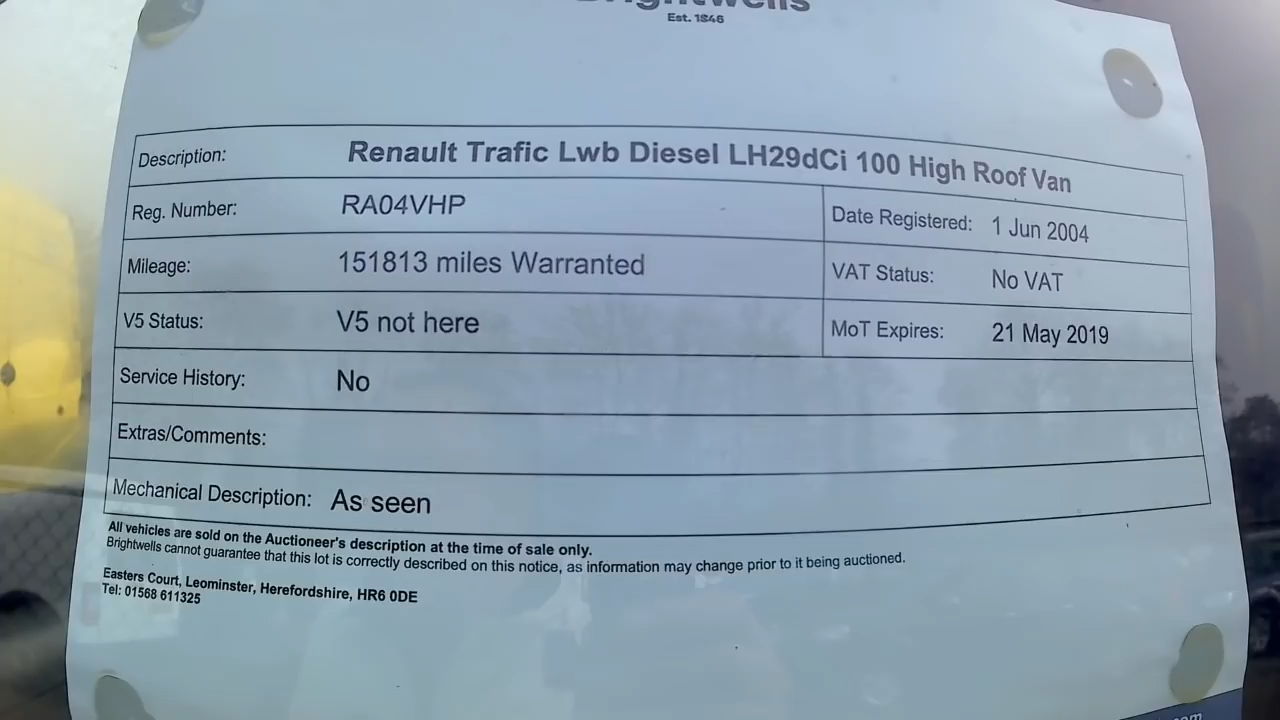 Brightwells
Est. 1846
Description: Renault Trafic Lwb Diesel LH29dCi 100 High Roof Van
Reg. Number: RA04VHP Date Registered: 1 Jun 2004
Mileage: 151813 miles Warranted VAT Status: No VAT
V5 Status: V5 not here MoT Expires: 21 May 2019
Service History: No
Extras/Comments:
Mechanical Description: As seen
All vehicles are sold on the Auctioneer's description at the time of sale only.
Brightwells cannot guarantee that this lot is correctly described on this notice, as information may change prior to it being auctioned.
Easters Court, Leominster, Herefordshire, HR6 0DE
Tel: 01568 611325